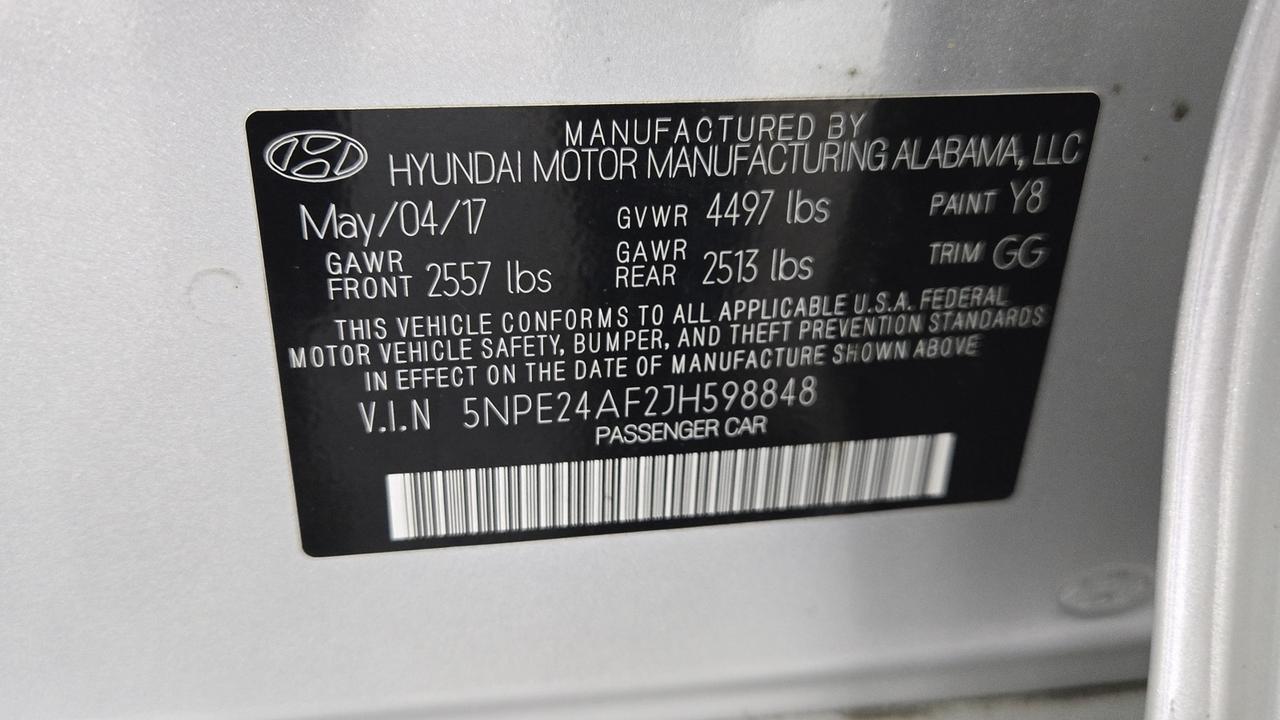 MANUFACTURED BY
HYUNDAI MOTOR MANUFACTURING ALABAMA, LLC
May/04/17 GVWR 4497 lbs PAINT Y8
GAWR FRONT 2557 lbs GAWR REAR 2513 lbs TRIM GG
THIS VEHICLE CONFORMS TO ALL APPLICABLE U.S.A. FEDERAL
MOTOR VEHICLE SAFETY, BUMPER, AND THEFT PREVENTION STANDARDS
IN EFFECT ON THE DATE OF MANUFACTURE SHOWN ABOVE
V.I.N 5NPE24AF2JH598848
PASSENGER CAR